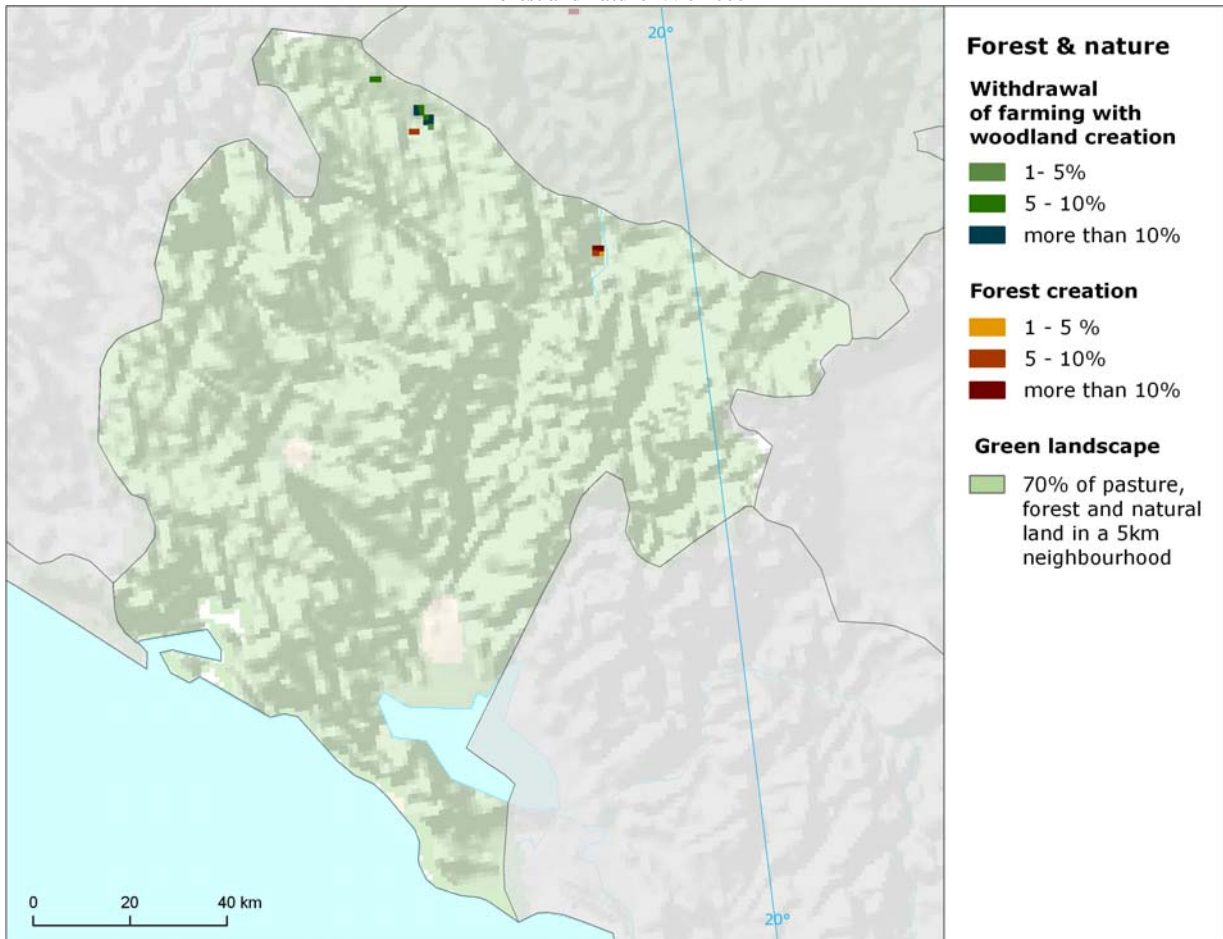 20°
Forest & nature
Withdrawal
of farming with
woodland creation
1- 5%
5 - 10%
more than 10%
Forest creation
1 - 5 %
5 - 10%
more than 10%
Green landscape
70% of pasture,
forest and natural
land in a 5km
neighbourhood
0 20 40 km
20°